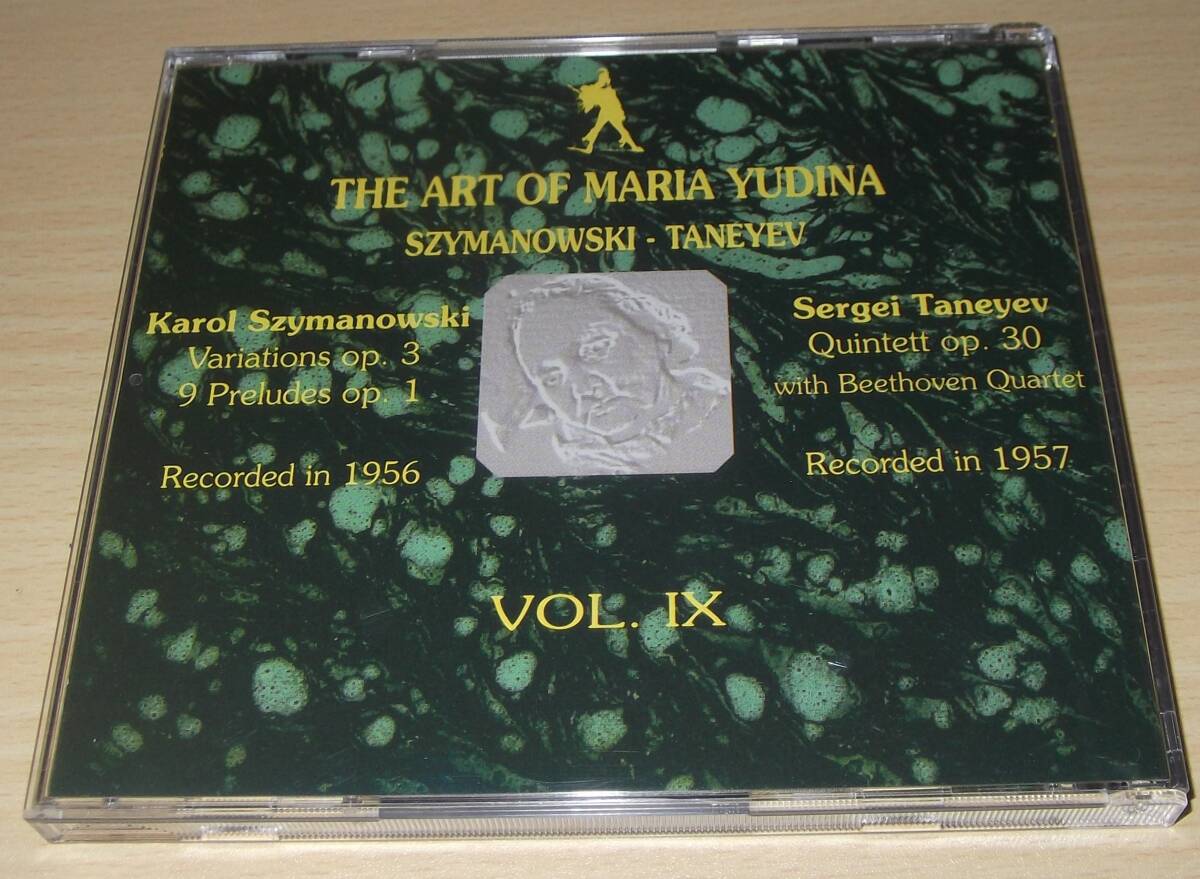 THE ART OF MARIA YUDINA
SZYMANOWSKI - TANEYEV
Karol Szymanowski
Variations op. 3
9 Preludes op. 1
Recorded in 1956
Sergei Taneyev
Quintett op. 30
with Beethoven Quartet
Recorded in 1957
VOL. IX